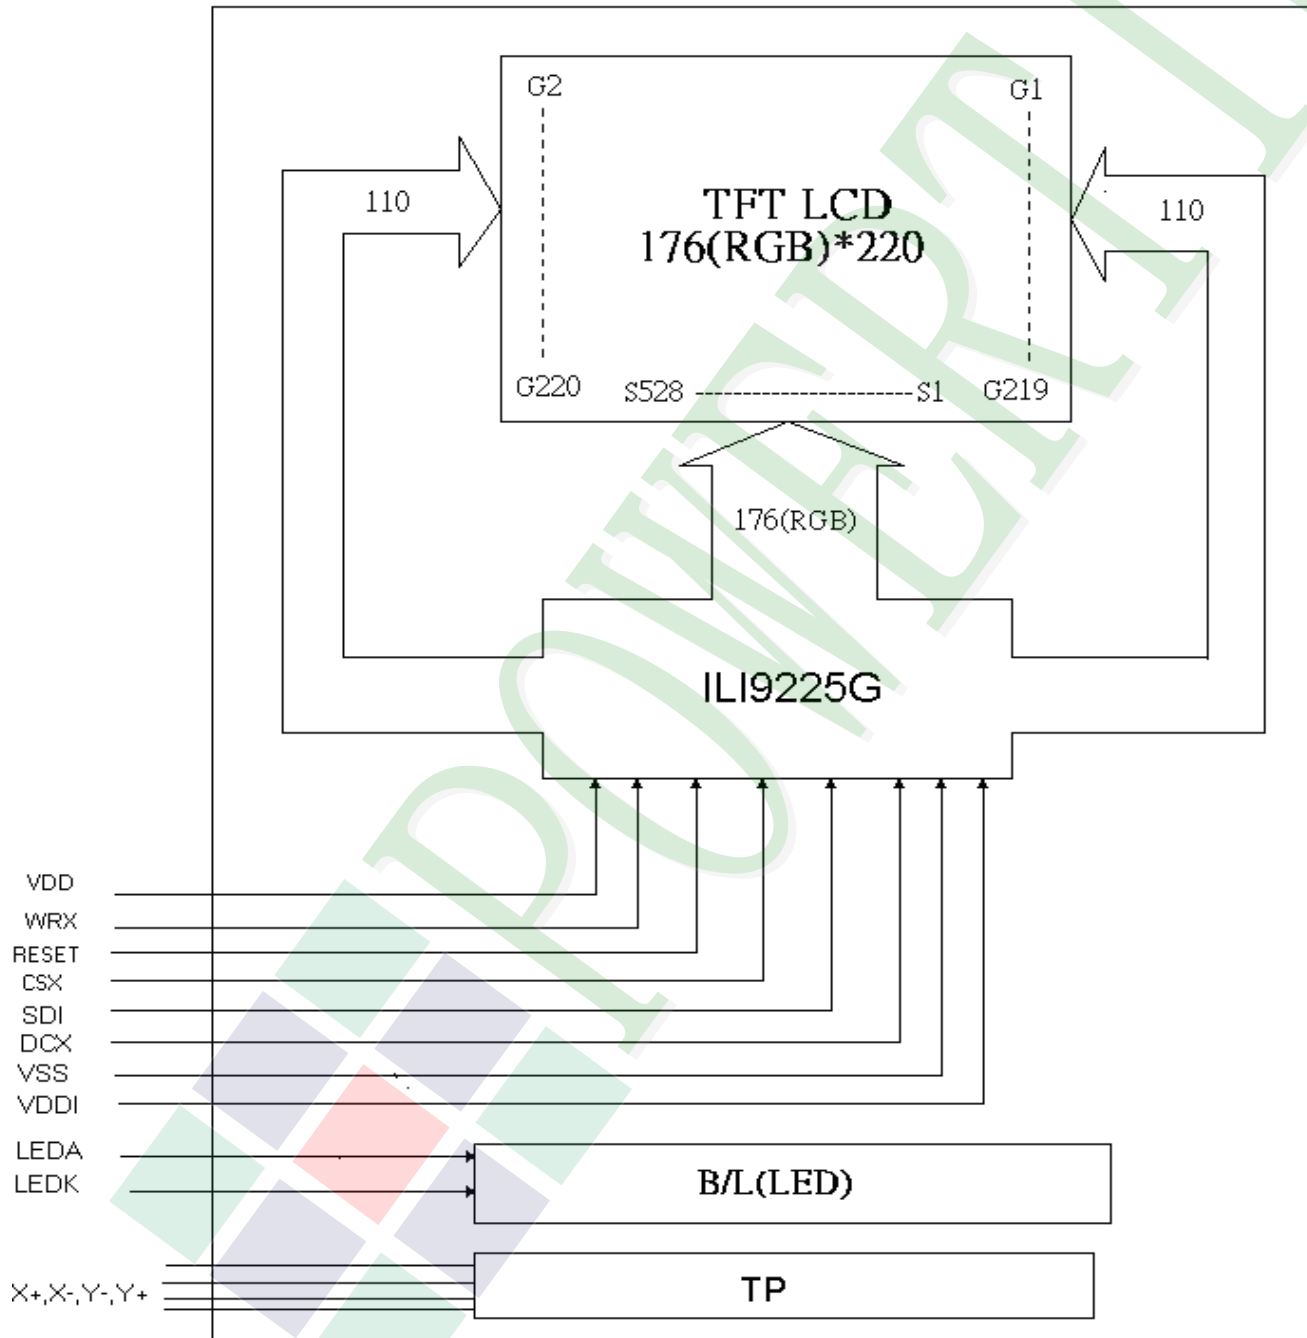 G2
G1
110
TFT LCD
176(RGB)*220
110
G220
S528
S1
G219
176(RGB)
ILI9225G
VDD
WRX
RESET
CSX
SDI
DCX
VSS
VDDI
LEDA
LEDK
B/L(LED)
X+,X-,Y-,Y+
TP